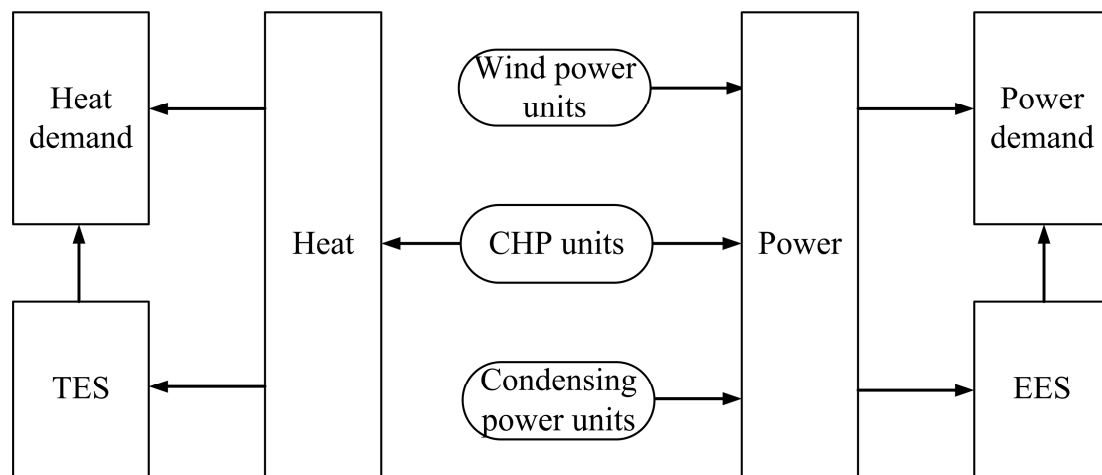 Heat
demand
TES
Heat
Wind power
units
CHP units
Condensing
power units
Power
Power
demand
EES